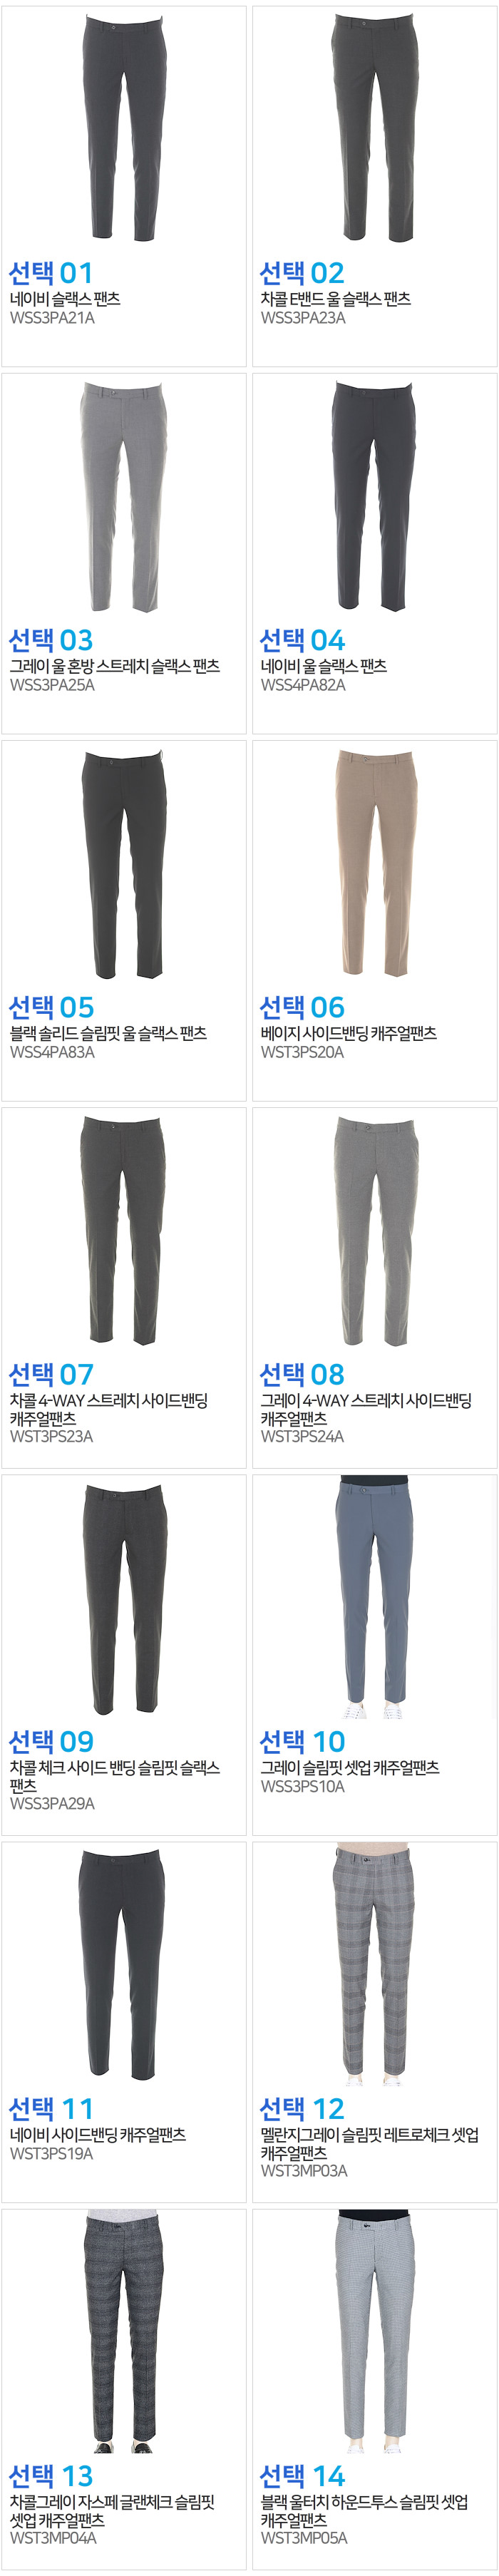 선택 01
네이비 슬랙스 팬츠
WSS3PA21A
선택 02
차콜 E밴드 울 슬랙스 팬츠
WSS3PA23A
선택 03
그레이 울 혼방 스트레치 슬랙스 팬츠
WSS3PA25A
선택 04
네이비 울 슬랙스 팬츠
WSS4PA82A
선택 05
블랙 솔리드 슬림핏 울 슬랙스 팬츠
WSS4PA83A
선택 06
베이지 사이드밴딩 캐주얼팬츠
WST3PS20A
선택 07
차콜 4-WAY 스트레치 사이드밴딩
캐주얼팬츠
WST3PS23A
선택 08
그레이 4-WAY 스트레치 사이드밴딩
캐주얼팬츠
WST3PS24A
선택 09
차콜 체크 사이드 밴딩 슬림핏 슬랙스
팬츠
WSS3PA29A
선택 10
그레이 슬림핏 셋업 캐주얼팬츠
WSS3PS10A
선택 11
네이비 사이드밴딩 캐주얼팬츠
WST3PS19A
선택 12
멜란지그레이 슬림핏 레트로체크 셋업
캐주얼팬츠
WST3MP03A
선택 13
차콜그레이 자스페 글랜체크 슬림핏
셋업 캐주얼팬츠
WST3MP04A
선택 14
블랙 울터치 하운드투스 슬림핏 셋업
캐주얼팬츠
WST3MP05A